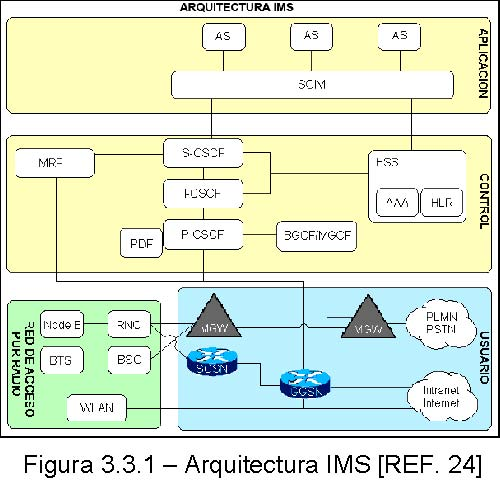 ARQUITECTURA IMS
AS AS AS
SCIM
APLICACION
MRF
S-CSCF
I-CSCF
P-CSCF
PDF
BGCF/MGCF
HSS
AAA HLR
CONTROL
Node B
RNC
BTS
BSC
WLAN
RED DE ACCESO
POR RADIO
MGW
MGW
SGSN
GGSN
PLMN
PSTN
Intranet
Internet
USUARIO
Figura 3.3.1 – Arquitectura IMS [REF. 24]